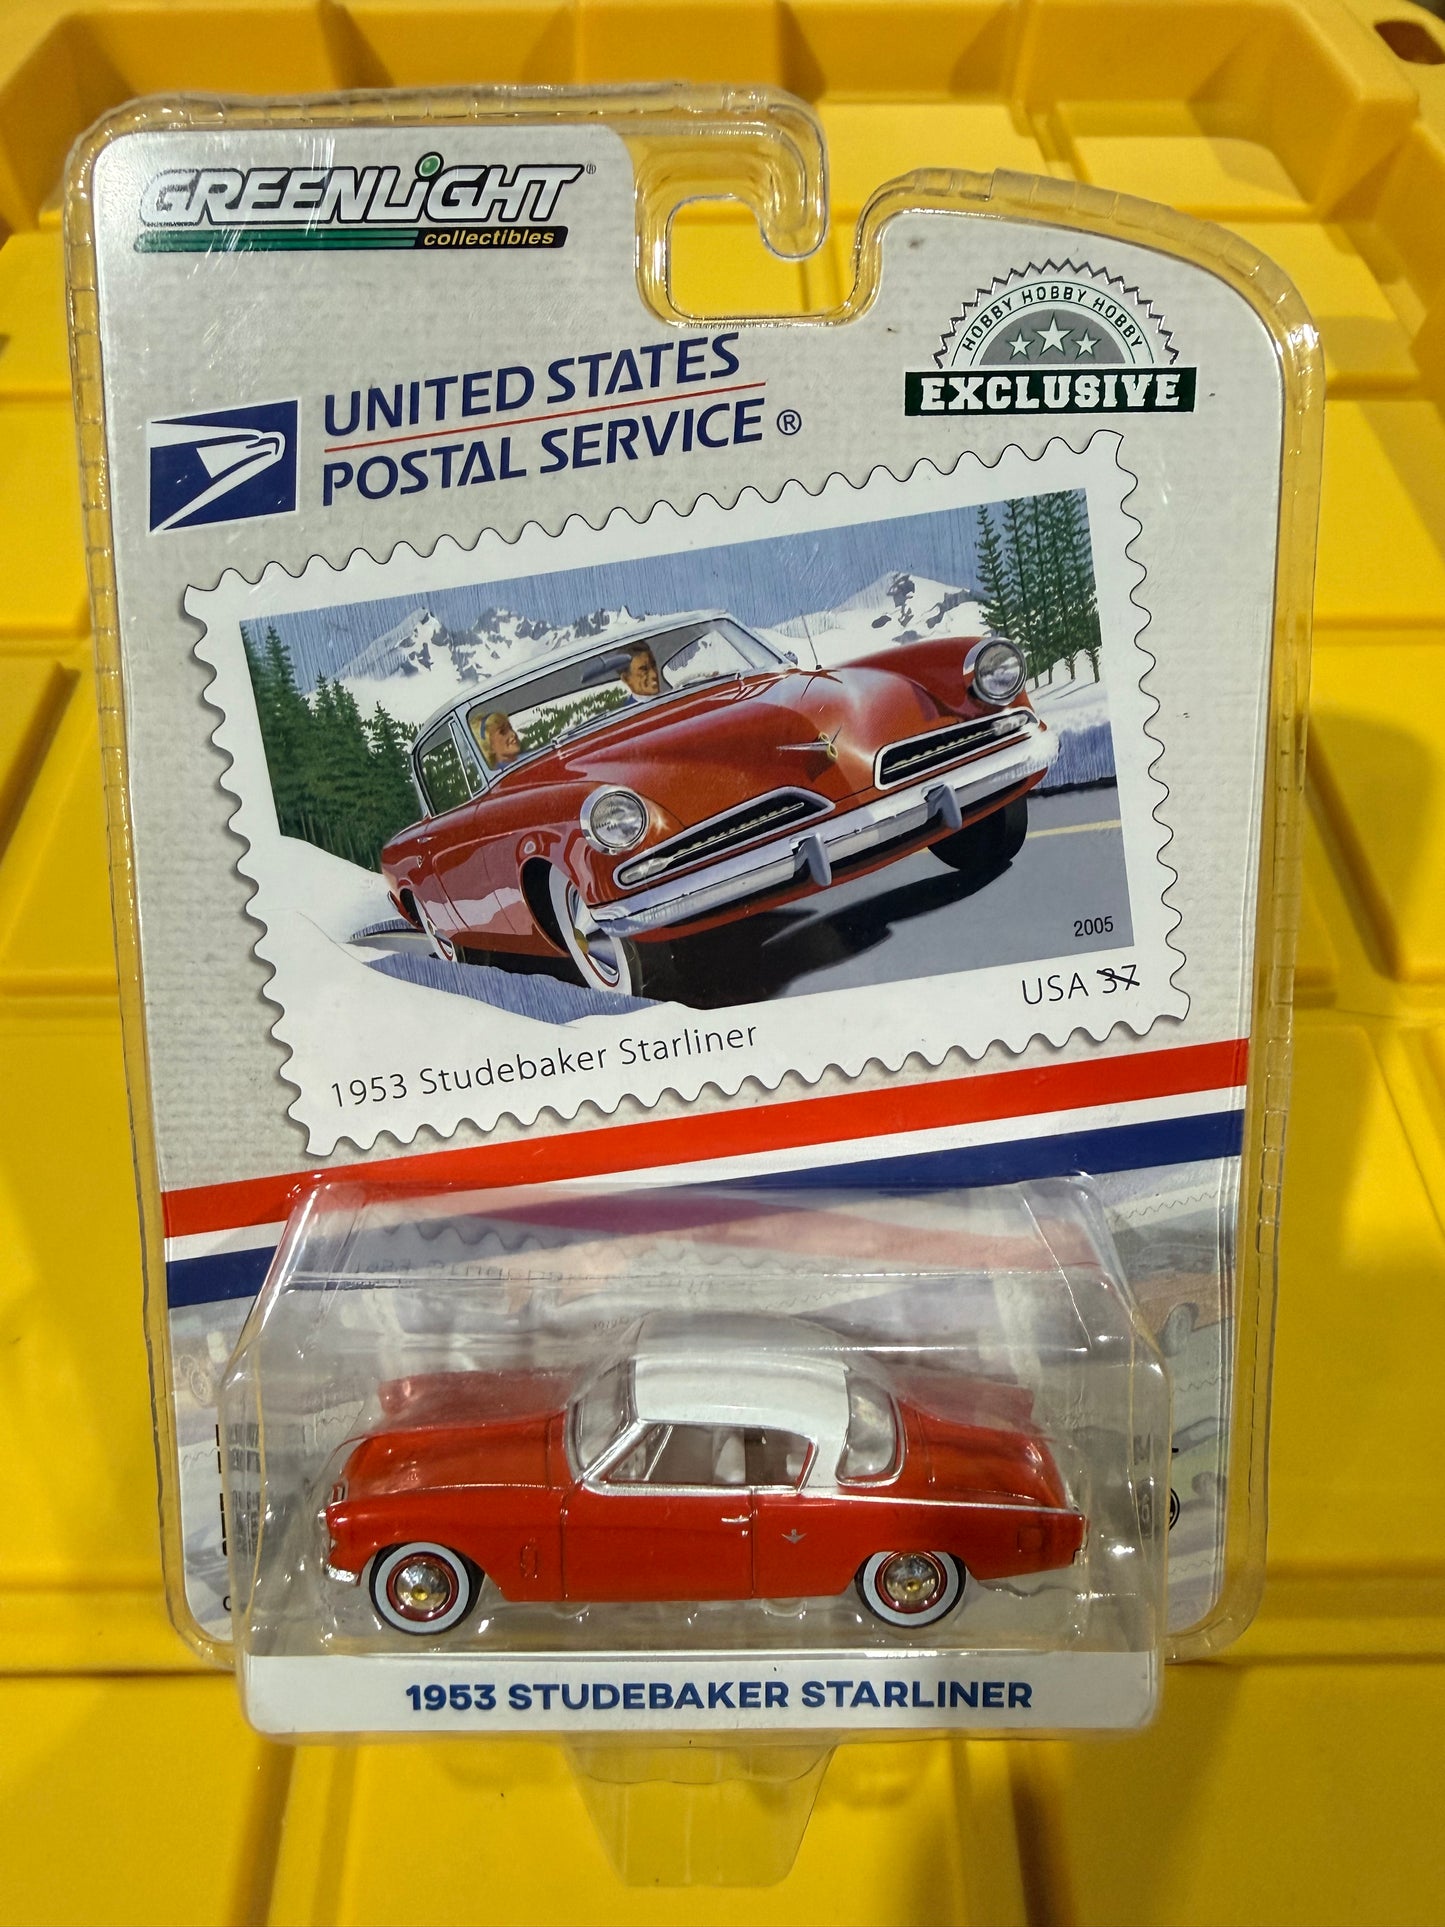 GREENLiGHT®
collectibles
HOBBY HOBBY HOBBY
EXCLUSIVE
UNITED STATES
POSTAL SERVICE®
2005
USA 37
1953 Studebaker Starliner
1953 STUDEBAKER STARLINER